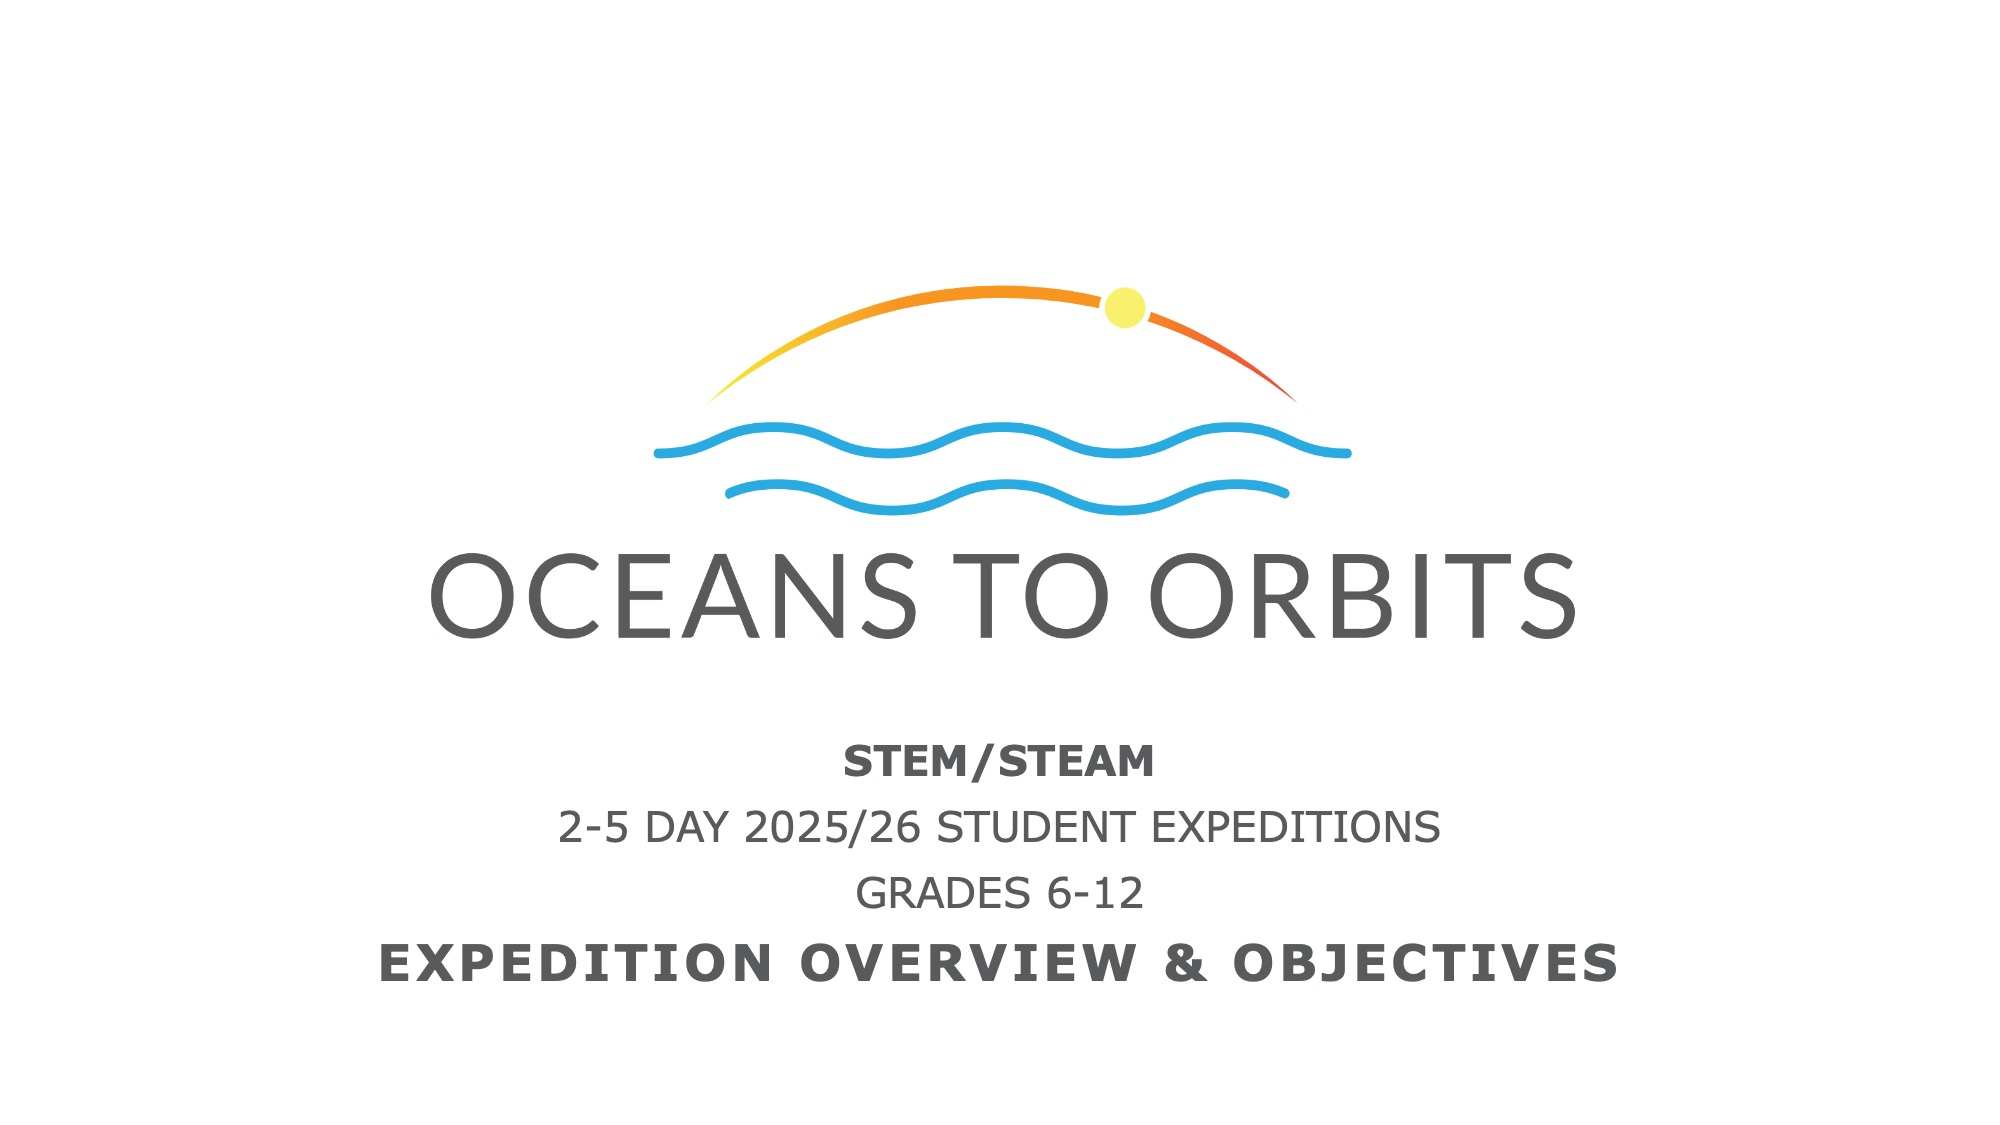 OCEANS TO ORBITS
STEM/STEAM
2-5 DAY 2025/26 STUDENT EXPEDITIONS
GRADES 6-12
EXPEDITION OVERVIEW & OBJECTIVES